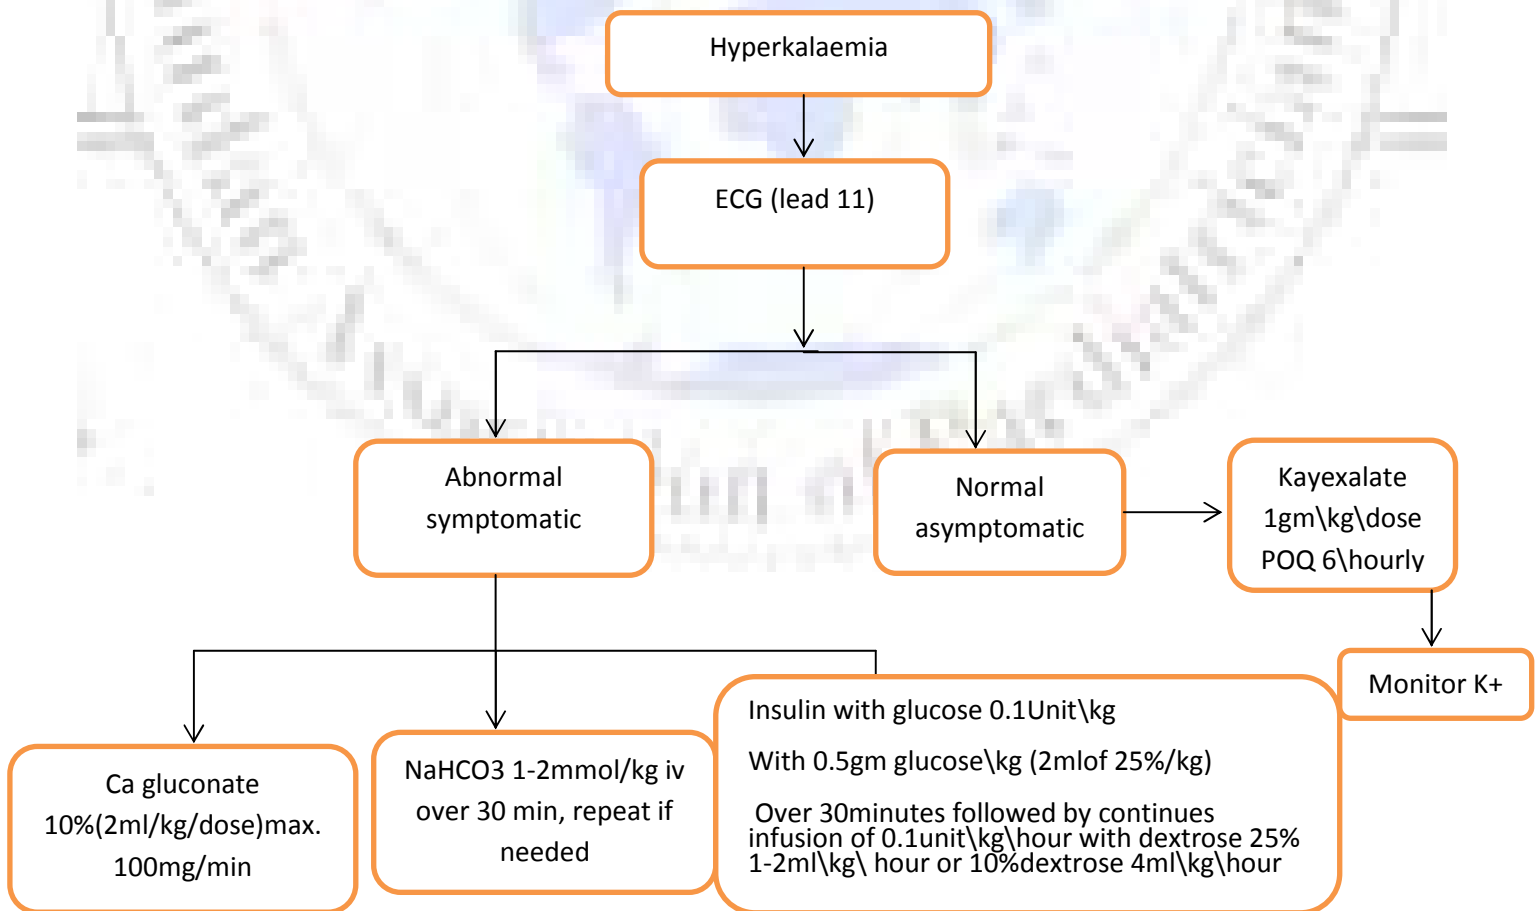 Hyperkalaemia
ECG (lead 11)
Abnormal
symptomatic
Normal
asymptomatic
Kayexalate
1gm\kg\dose
POQ 6\hourly
Monitor K+
Ca gluconate
10%(2ml/kg/dose)max.
100mg/min
NaHCO3 1-2mmol/kg iv
over 30 min, repeat if
needed
Insulin with glucose 0.1Unit\kg
With 0.5gm glucose\kg (2mlof 25%/kg)
Over 30minutes followed by continues
infusion of 0.1unit\kg\hour with dextrose 25%
1-2ml\kg\ hour or 10%dextrose 4ml\kg\hour